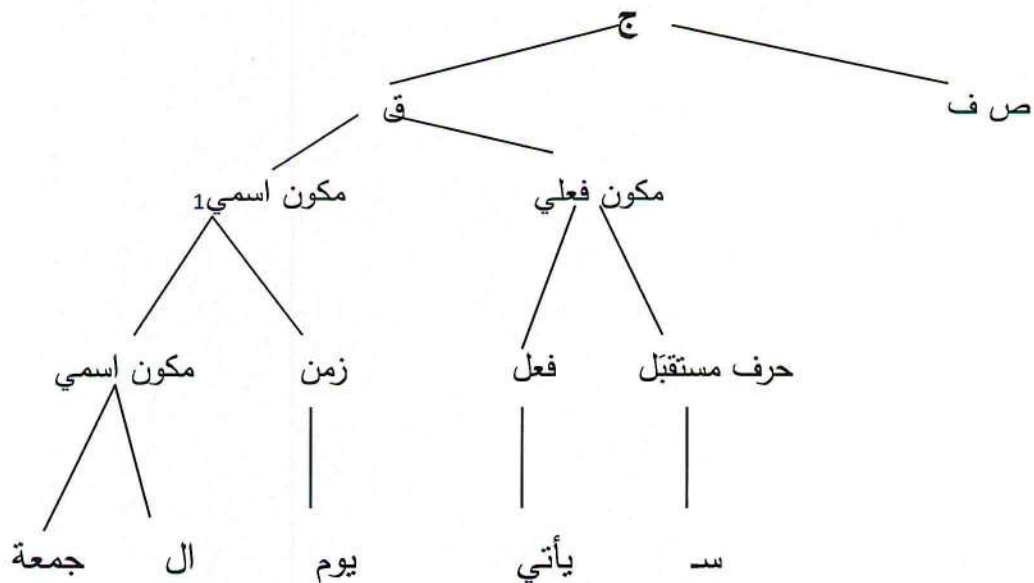 ج
ص ف ق
مكون فعلي مكون اسمي1
حرف مستقبَل فعل زمن مكون اسمي
سـ يأتي يوم ال جمعة